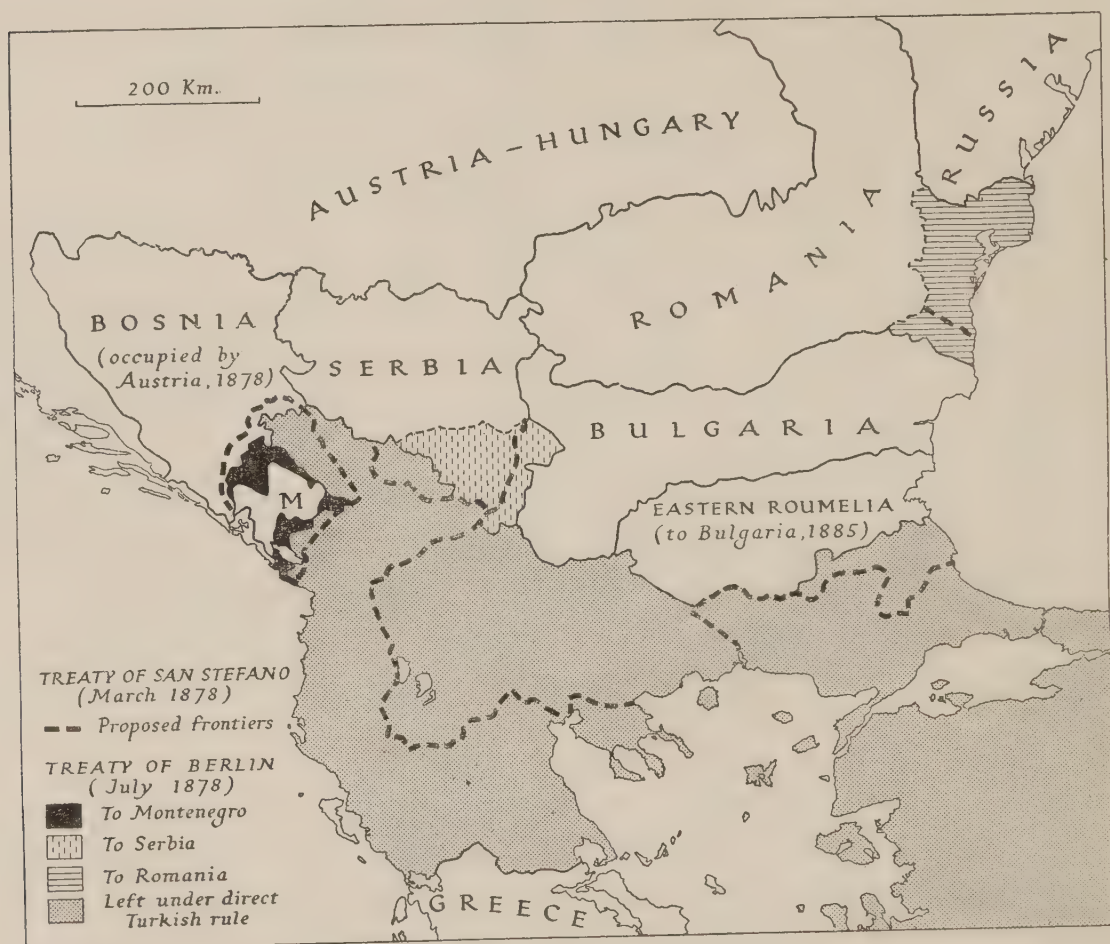 200 Km.
AUSTRIA-HUNGARY
RUSSIA
ROMANIA
BOSNIA
(occupied by
Austria, 1878)
SERBIA
BULGARIA
M
EASTERN ROUMELIA
(to Bulgaria, 1885)
TREATY OF SAN STEFANO
(March 1878)
Proposed frontiers
TREATY OF BERLIN
(July 1878)
To Montenegro
To Serbia
To Romania
Left under direct
Turkish rule
GREECE